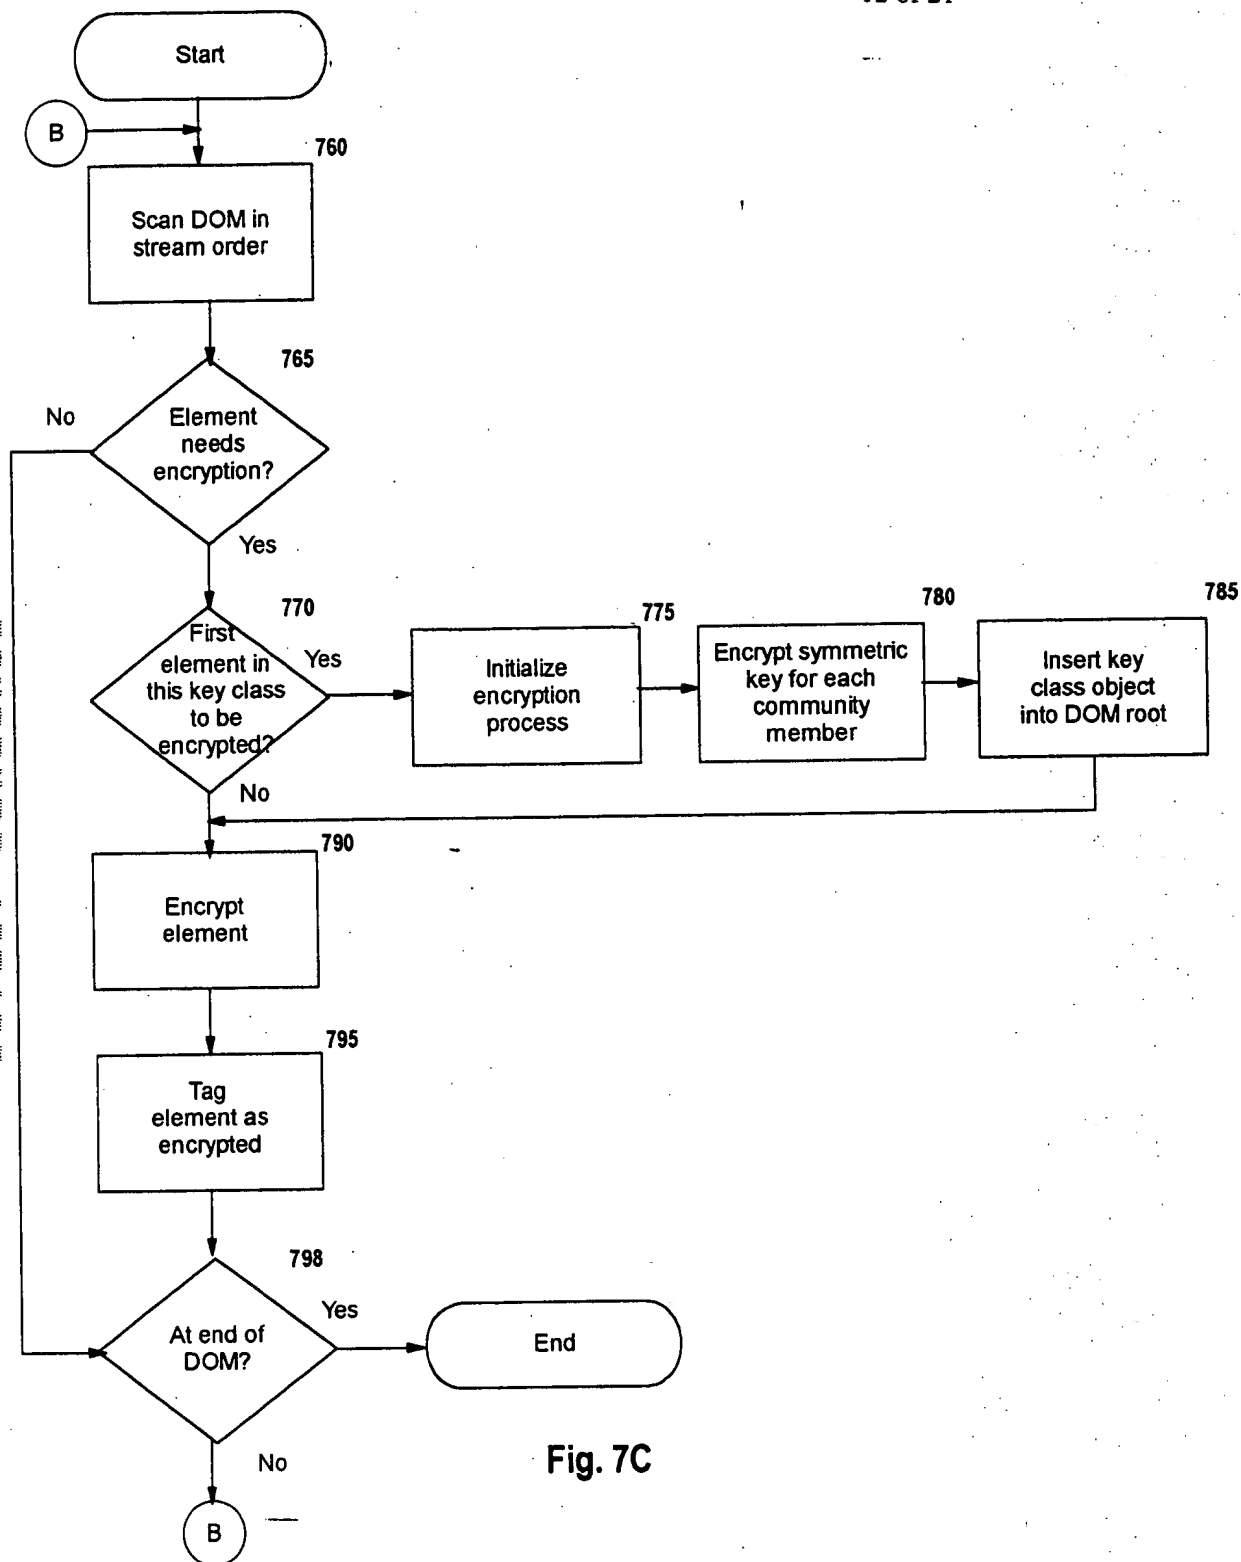 Start
B
760
Scan DOM in
stream order
765
No
Element
needs
encryption?
Yes
770
First
element in
this key class
to be
encrypted?
Yes
775
Initialize
encryption
process
780
Encrypt symmetric
key for each
community
member
785
Insert key
class object
into DOM root
No
790
Encrypt
element
795
Tag
element as
encrypted
798
At end of
DOM?
Yes
End
No
B
Fig. 7C